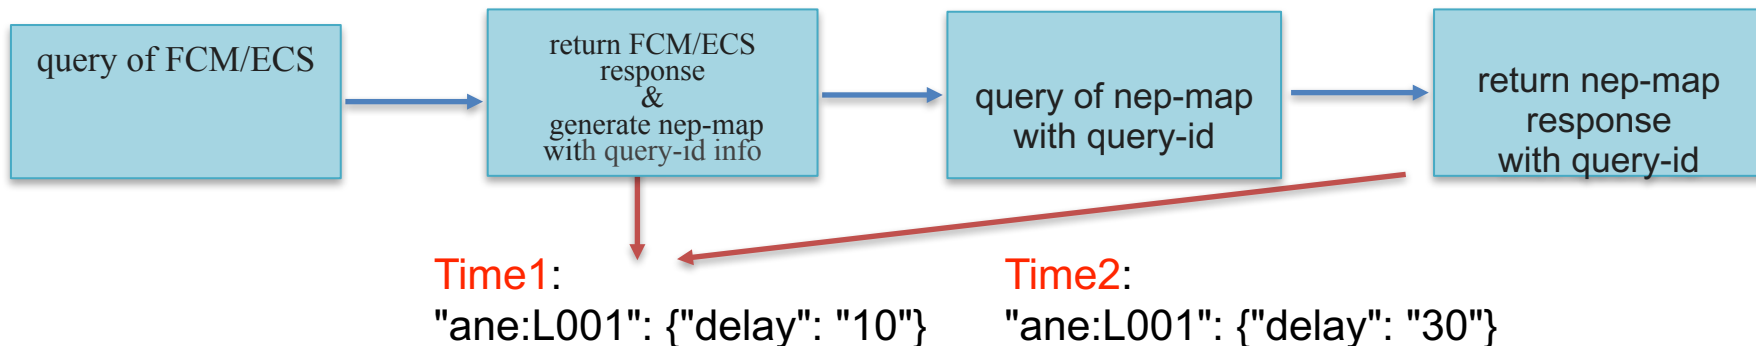 query of FCM/ECS
return FCM/ECS
response
&
generate nep-map
with query-id info
query of nep-map
with query-id
return nep-map
response
with query-id
Time1:
"ane:L001": {"delay": "10"}
Time2:
"ane:L001": {"delay": "30"}